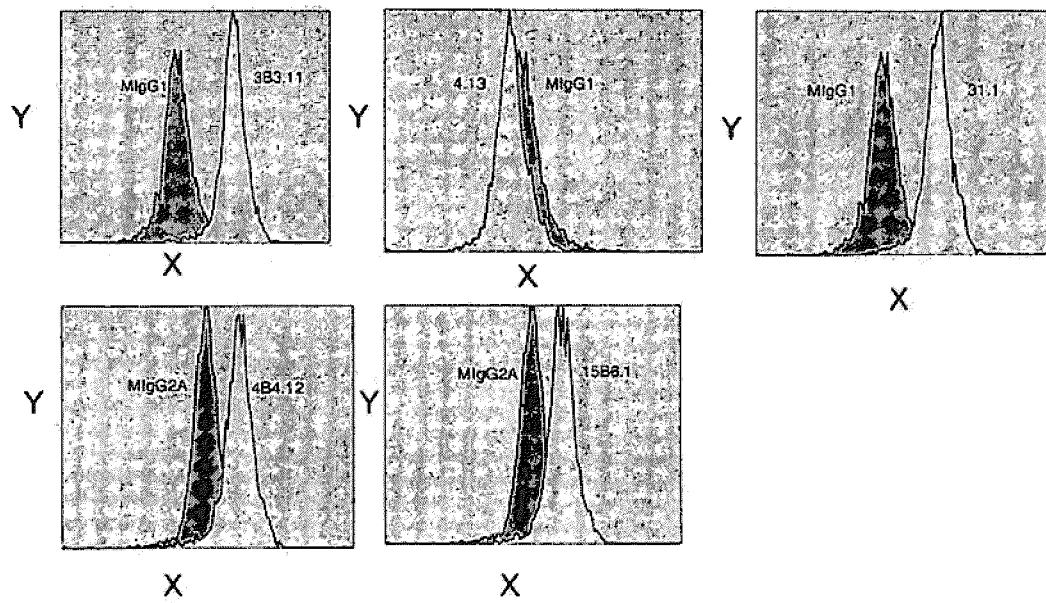 Y MIgG1 3B3.11
X
Y 4.13 MIgG1
X
Y MIgG1 31.1
X
Y MIgG2A 4B4.12
X
Y MIgG2A 15B6.1
X